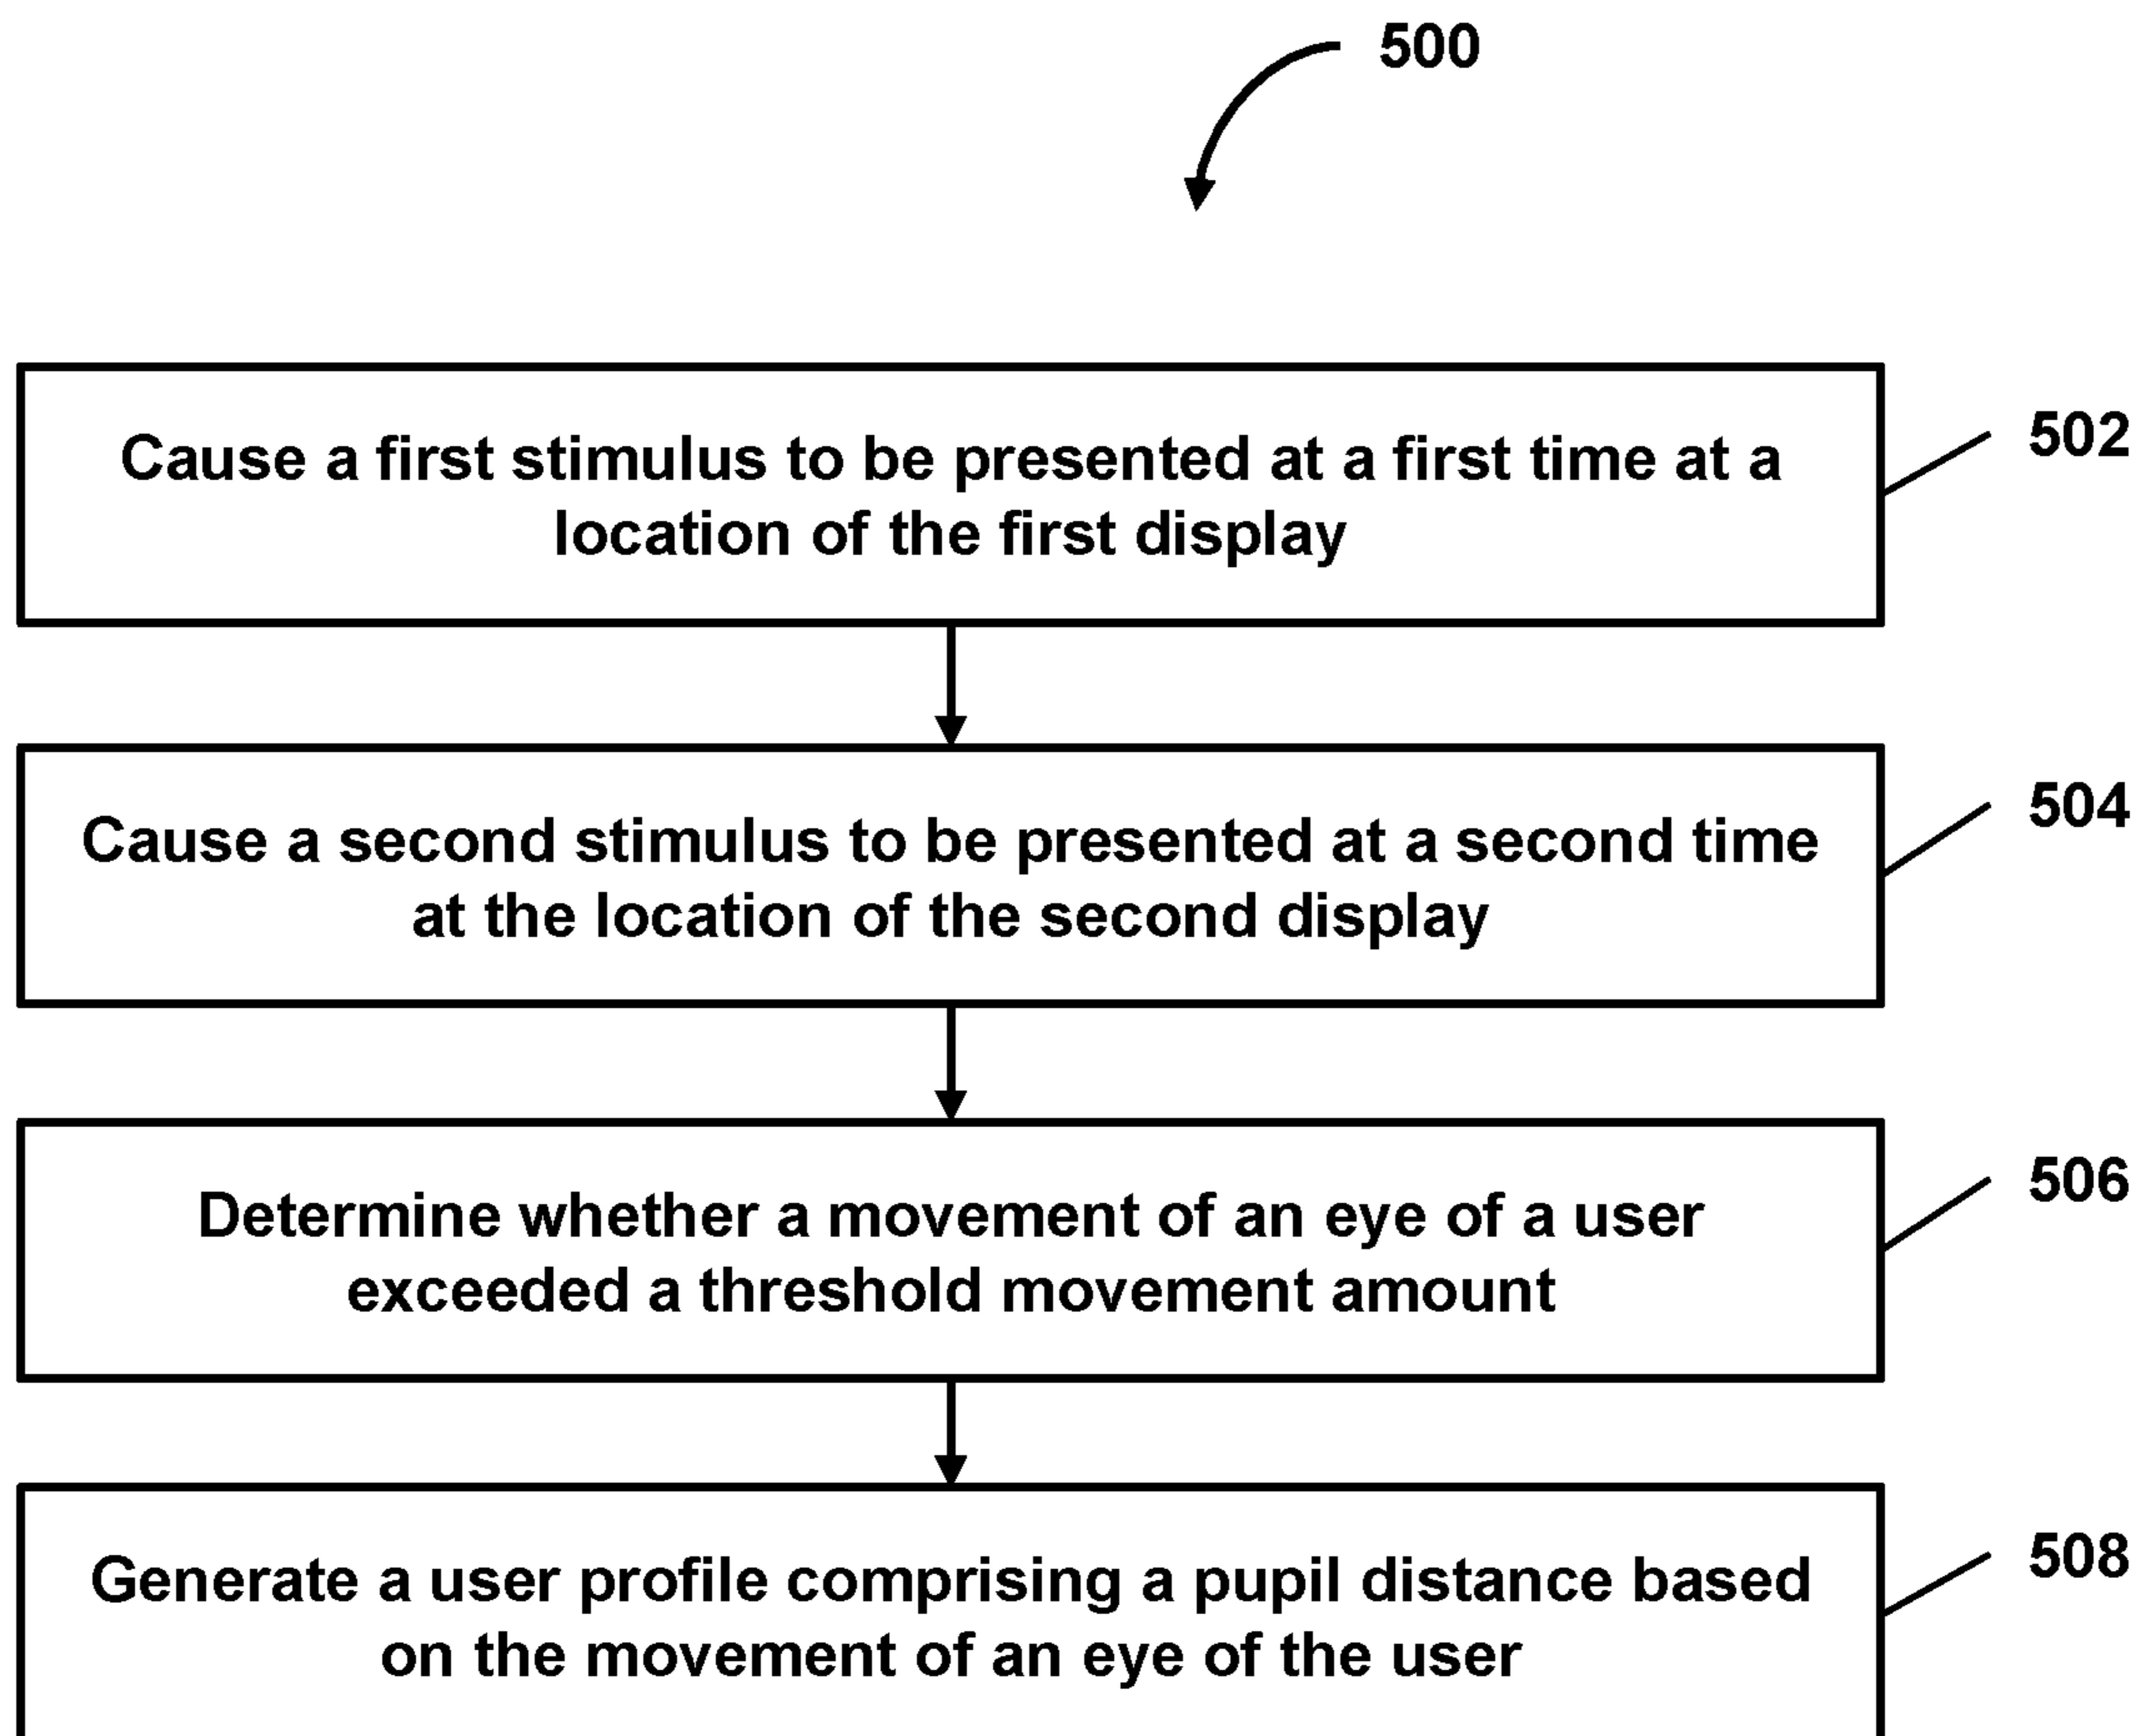 500
Cause a first stimulus to be presented at a first time at a
location of the first display
502
Cause a second stimulus to be presented at a second time
at the location of the second display
504
Determine whether a movement of an eye of a user
exceeded a threshold movement amount
506
Generate a user profile comprising a pupil distance based
on the movement of an eye of the user
508